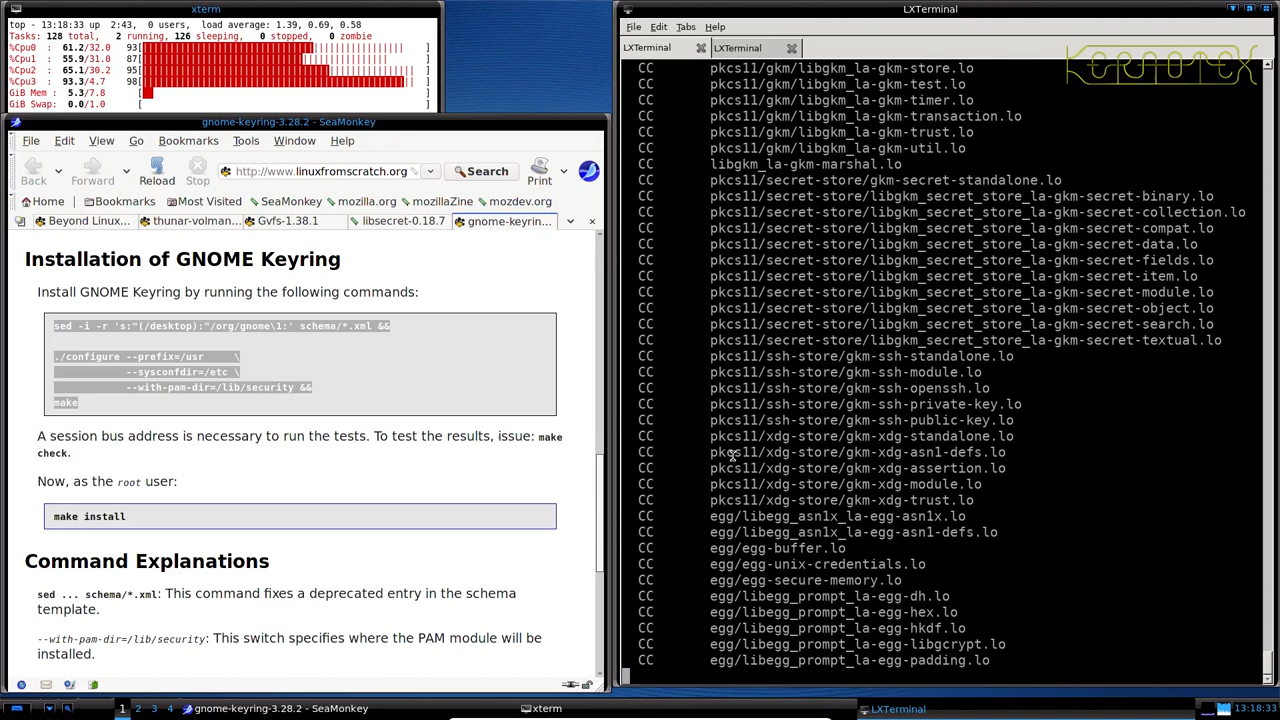 xterm
top - 13:18:33 up  2:43,  0 users,  load average: 1.39, 0.69, 0.58
Tasks: 128 total,   2 running, 126 sleeping,   0 stopped,   0 zombie
%Cpu0  :  61.2/32.0   93[
%Cpu1  :  55.9/31.0   87[
%Cpu2  :  65.1/30.2   95[
%Cpu3  :  93.3/4.7    98[
GiB Mem :  5.3/7.8
GiB Swap:  0.0/1.0
gnome-keyring-3.28.2 - SeaMonkey
File Edit View Go Bookmarks Tools Window Help
Back Forward Reload Stop http://www.linuxfromscratch.org Search Print
Home Bookmarks Most Visited SeaMonkey mozilla.org mozillaZine mozdev.org
Beyond Linux... thunar-volman... Gvfs-1.38.1 libsecret-0.18.7 gnome-keyrin...
Installation of GNOME Keyring
Install GNOME Keyring by running the following commands:
sed -i -r 's:"(/desktop):"/org/gnome\1:' schema/*.xml &&
./configure --prefix=/usr     \
--sysconfdir=/etc \
--with-pam-dir=/lib/security &&
make
A session bus address is necessary to run the tests. To test the results, issue: make
check.
Now, as the root user:
make install
Command Explanations
sed ... schema/*.xml: This command fixes a deprecated entry in the schema
template.
--with-pam-dir=/lib/security: This switch specifies where the PAM module will be
installed.
LXTerminal
File Edit Tabs Help
LXTerminal LXTerminal
KERNOTEX
CC pkcs11/gkm/libgkm_la-gkm-store.lo
CC pkcs11/gkm/libgkm_la-gkm-test.lo
CC pkcs11/gkm/libgkm_la-gkm-timer.lo
CC pkcs11/gkm/libgkm_la-gkm-transaction.lo
CC pkcs11/gkm/libgkm_la-gkm-trust.lo
CC pkcs11/gkm/libgkm_la-gkm-util.lo
CC libgkm_la-gkm-marshal.lo
CC pkcs11/secret-store/gkm-secret-standalone.lo
CC pkcs11/secret-store/libgkm_secret_store_la-gkm-secret-binary.lo
CC pkcs11/secret-store/libgkm_secret_store_la-gkm-secret-collection.lo
CC pkcs11/secret-store/libgkm_secret_store_la-gkm-secret-compat.lo
CC pkcs11/secret-store/libgkm_secret_store_la-gkm-secret-data.lo
CC pkcs11/secret-store/libgkm_secret_store_la-gkm-secret-fields.lo
CC pkcs11/secret-store/libgkm_secret_store_la-gkm-secret-item.lo
CC pkcs11/secret-store/libgkm_secret_store_la-gkm-secret-module.lo
CC pkcs11/secret-store/libgkm_secret_store_la-gkm-secret-object.lo
CC pkcs11/secret-store/libgkm_secret_store_la-gkm-secret-search.lo
CC pkcs11/secret-store/libgkm_secret_store_la-gkm-secret-textual.lo
CC pkcs11/ssh-store/gkm-ssh-standalone.lo
CC pkcs11/ssh-store/gkm-ssh-module.lo
CC pkcs11/ssh-store/gkm-ssh-openssh.lo
CC pkcs11/ssh-store/gkm-ssh-private-key.lo
CC pkcs11/ssh-store/gkm-ssh-public-key.lo
CC pkcs11/xdg-store/gkm-xdg-standalone.lo
CC pkcs11/xdg-store/gkm-xdg-asn1-defs.lo
CC pkcs11/xdg-store/gkm-xdg-assertion.lo
CC pkcs11/xdg-store/gkm-xdg-module.lo
CC pkcs11/xdg-store/gkm-xdg-trust.lo
CC egg/libegg_asn1x_la-egg-asn1x.lo
CC egg/libegg_asn1x_la-egg-asn1-defs.lo
CC egg/egg-buffer.lo
CC egg/egg-unix-credentials.lo
CC egg/egg-secure-memory.lo
CC egg/libegg_prompt_la-egg-dh.lo
CC egg/libegg_prompt_la-egg-hex.lo
CC egg/libegg_prompt_la-egg-hkdf.lo
CC egg/libegg_prompt_la-egg-libgcrypt.lo
CC egg/libegg_prompt_la-egg-padding.lo
1 2 3 4 gnome-keyring-3.28.2 - SeaMonkey xterm LXTerminal 13:18:33